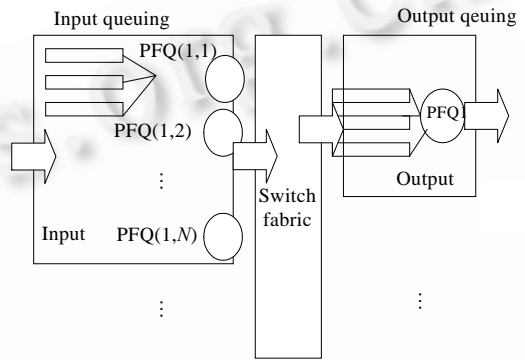 Input queuing
Output qeuing
PFQ(1,1)
PFQ(1,2)
⋮
Input
PFQ(1,N)
Switch
fabric
PFQ1
Output
⋮
⋮